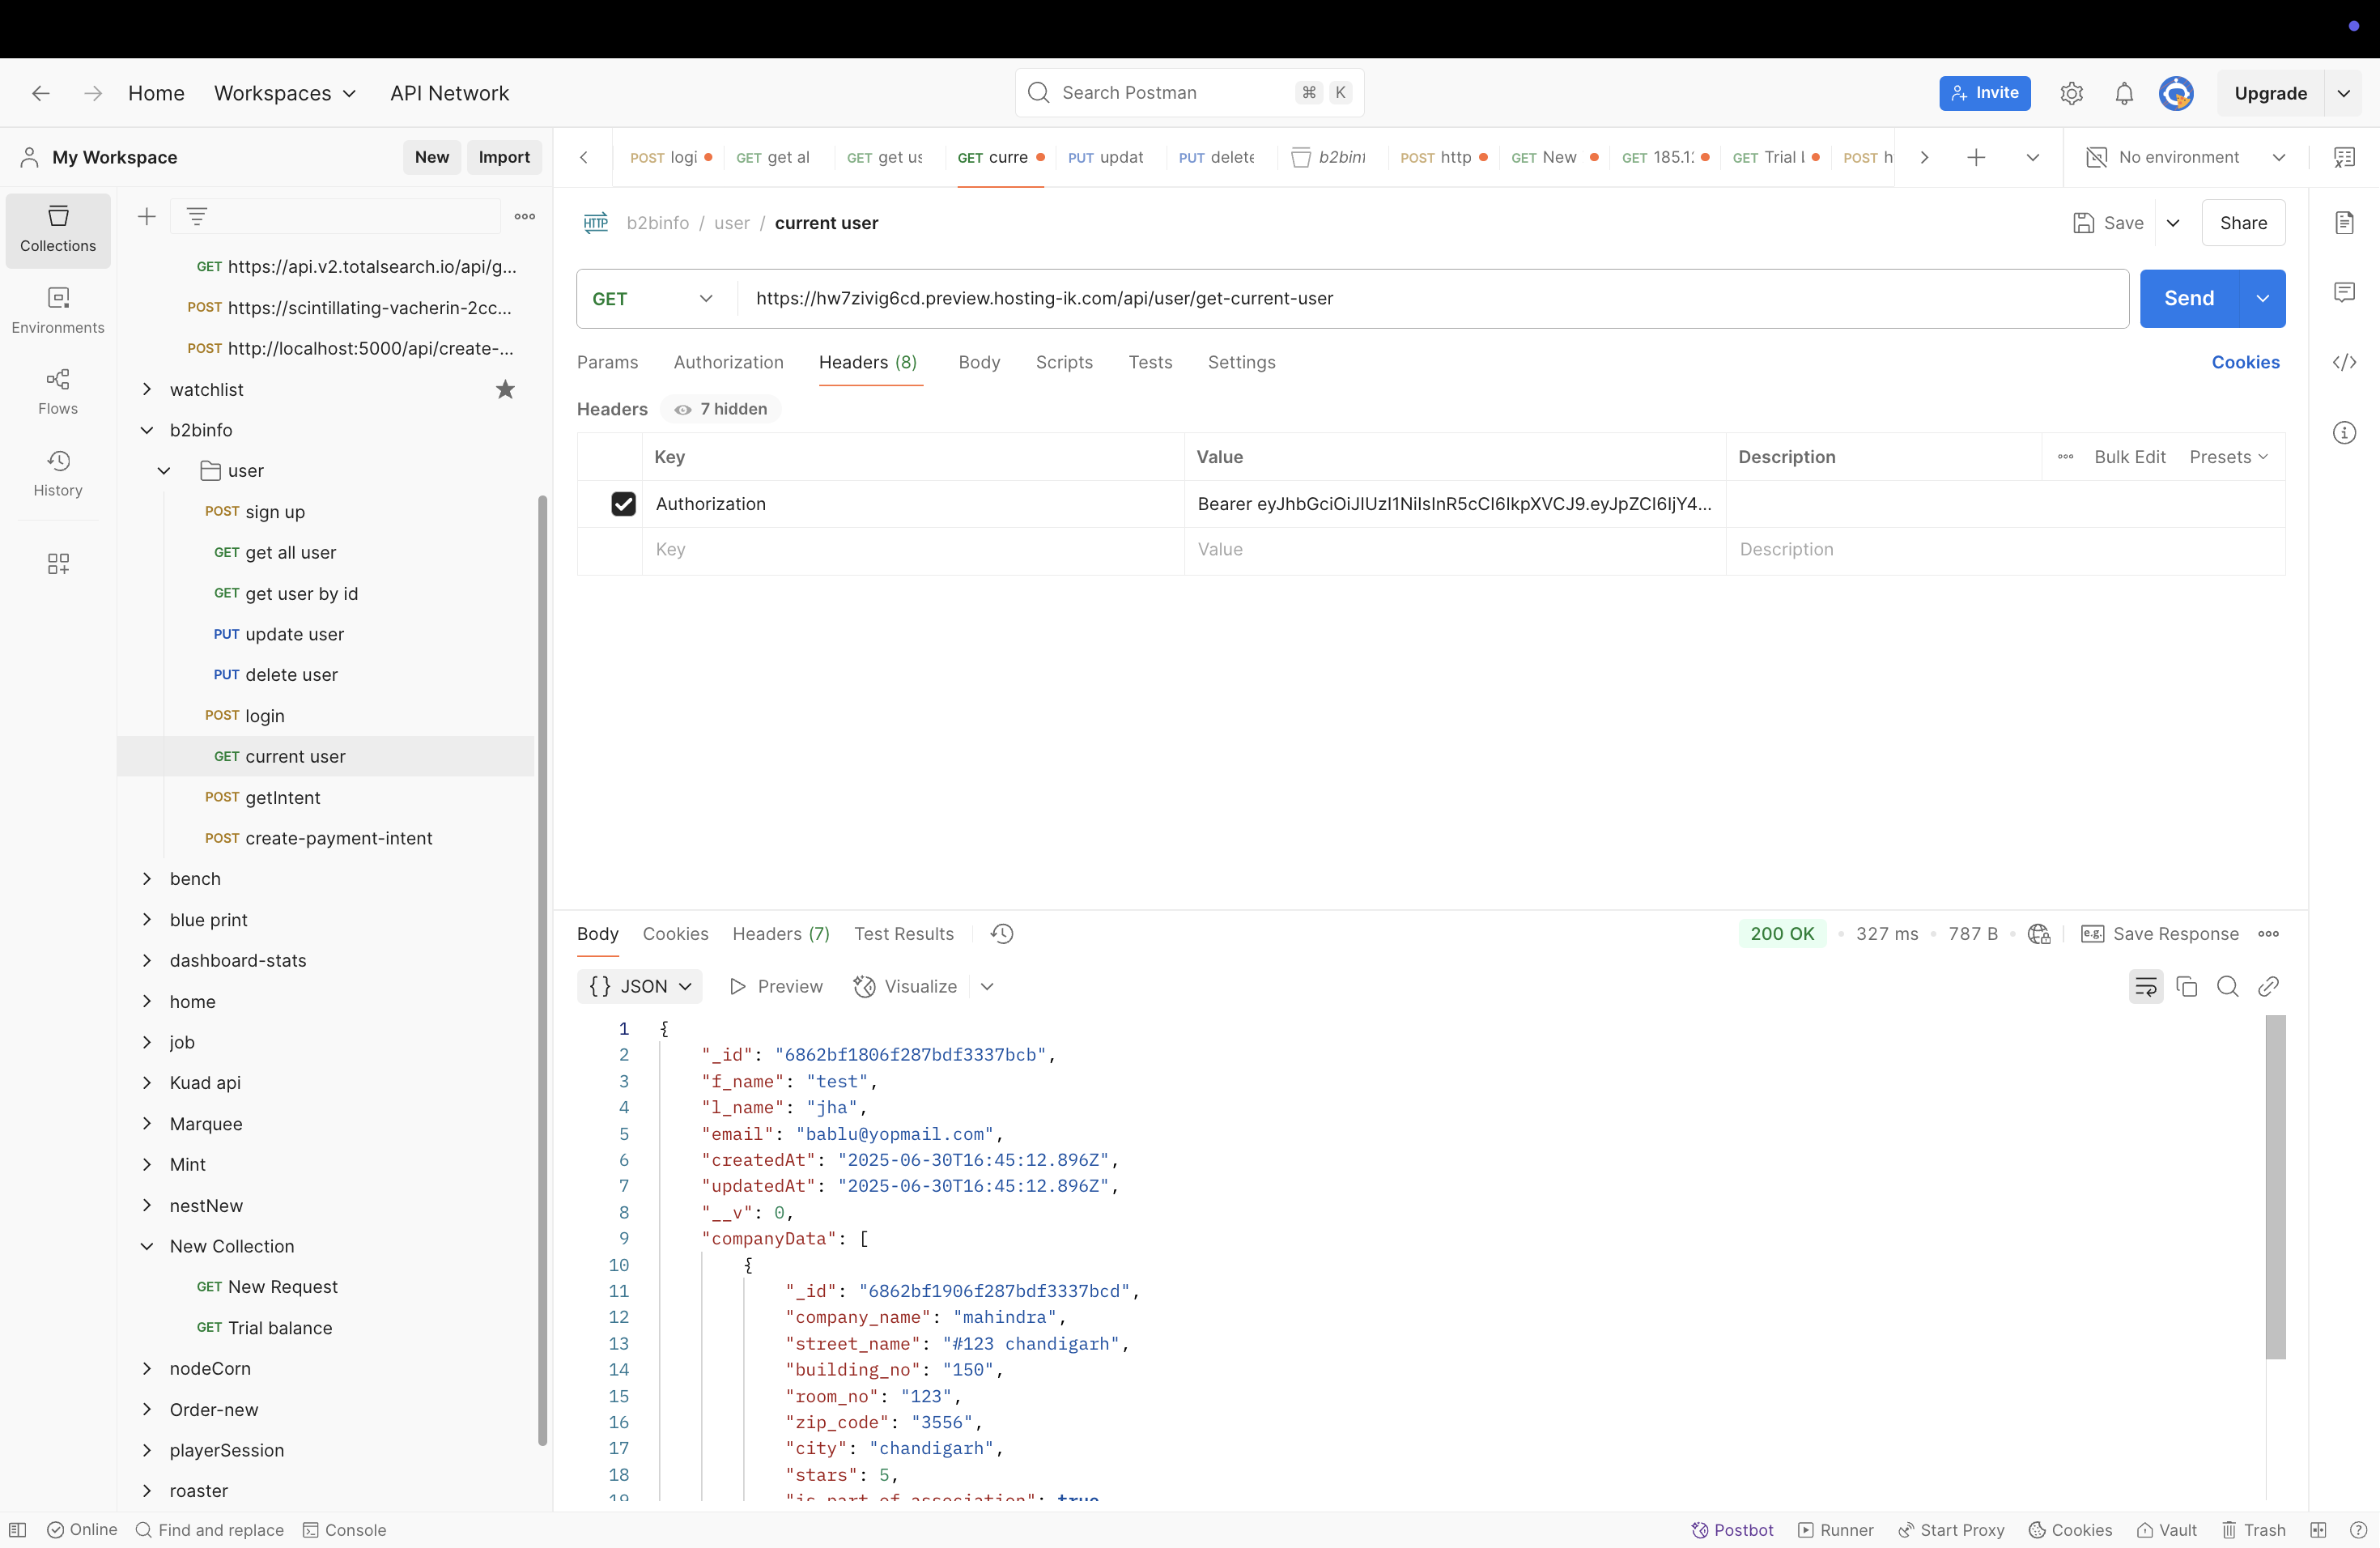 Home
Workspaces
API Network
Search Postman
⌘ K
Invite
Upgrade
My Workspace
New
Import
POST logi
GET get al
GET get us
GET curre
PUT updat
PUT delete
b2binf
POST http
GET New
GET 185.1
GET Trial
POST h
No environment
Collections
Environments
Flows
History
GET https://api.v2.totalsearch.io/api/g...
POST https://scintillating-vacherin-2cc...
POST http://localhost:5000/api/create-...
watchlist
b2binfo
user
POST sign up
GET get all user
GET get user by id
PUT update user
PUT delete user
POST login
GET current user
POST getIntent
POST create-payment-intent
bench
blue print
dashboard-stats
home
job
Kuad api
Marquee
Mint
nestNew
New Collection
GET New Request
GET Trial balance
nodeCorn
Order-new
playerSession
roaster
HTTP b2binfo / user / current user
Save
Share
GET
https://hw7zivig6cd.preview.hosting-ik.com/api/user/get-current-user
Send
Params Authorization Headers (8) Body Scripts Tests Settings
Cookies
Headers 7 hidden
Key Value Description Bulk Edit Presets
Authorization Bearer eyJhbGciOiJIUzI1NiIsInR5cCI6IkpXVCJ9.eyJpZCI6IjY4...
Key Value Description
Body Cookies Headers (7) Test Results
200 OK • 327 ms • 787 B
e.g. Save Response
{} JSON
Preview
Visualize
1 {
2 "_id": "6862bf1806f287bdf3337bcb",
3 "f_name": "test",
4 "l_name": "jha",
5 "email": "bablu@yopmail.com",
6 "createdAt": "2025-06-30T16:45:12.896Z",
7 "updatedAt": "2025-06-30T16:45:12.896Z",
8 "__v": 0,
9 "companyData": [
10 {
11 "_id": "6862bf1906f287bdf3337bcd",
12 "company_name": "mahindra",
13 "street_name": "#123 chandigarh",
14 "building_no": "150",
15 "room_no": "123",
16 "zip_code": "3556",
17 "city": "chandigarh",
18 "stars": 5,
19 "is_part_of_association": true
Online
Find and replace
Console
Postbot
Runner
Start Proxy
Cookies
Vault
Trash